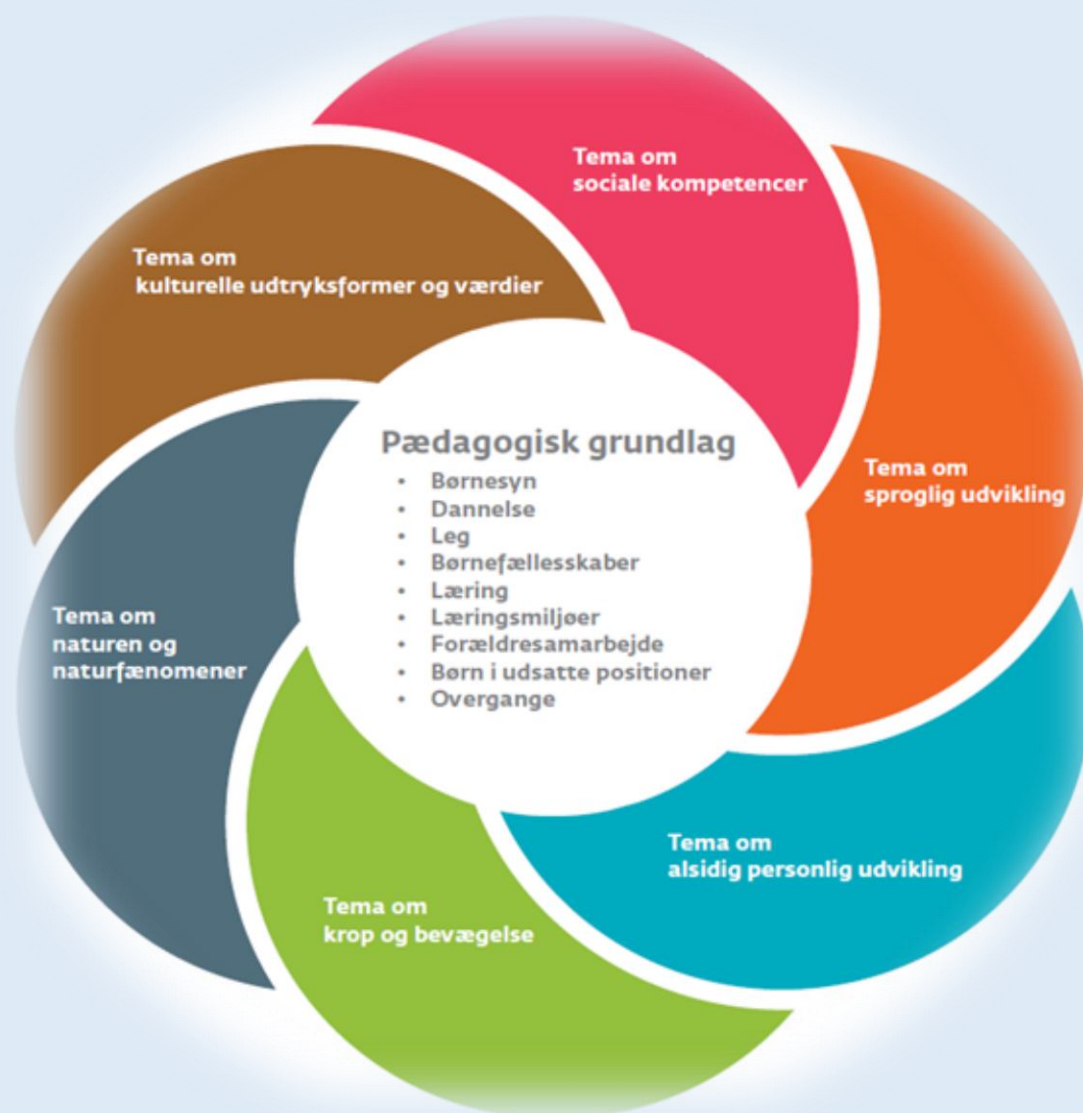 Tema om
sociale kompetencer
Tema om
kulturelle udtryksformer og værdier
Tema om
sproglig udvikling
Pædagogisk grundlag
• Børnesyn
• Dannelse
• Leg
• Børnefællesskaber
• Læring
• Læringsmiljøer
• Forældresamarbejde
• Børn i udsatte positioner
• Overgange
Tema om
naturen og
naturfænomener
Tema om
alsidig personlig udvikling
Tema om
krop og bevægelse